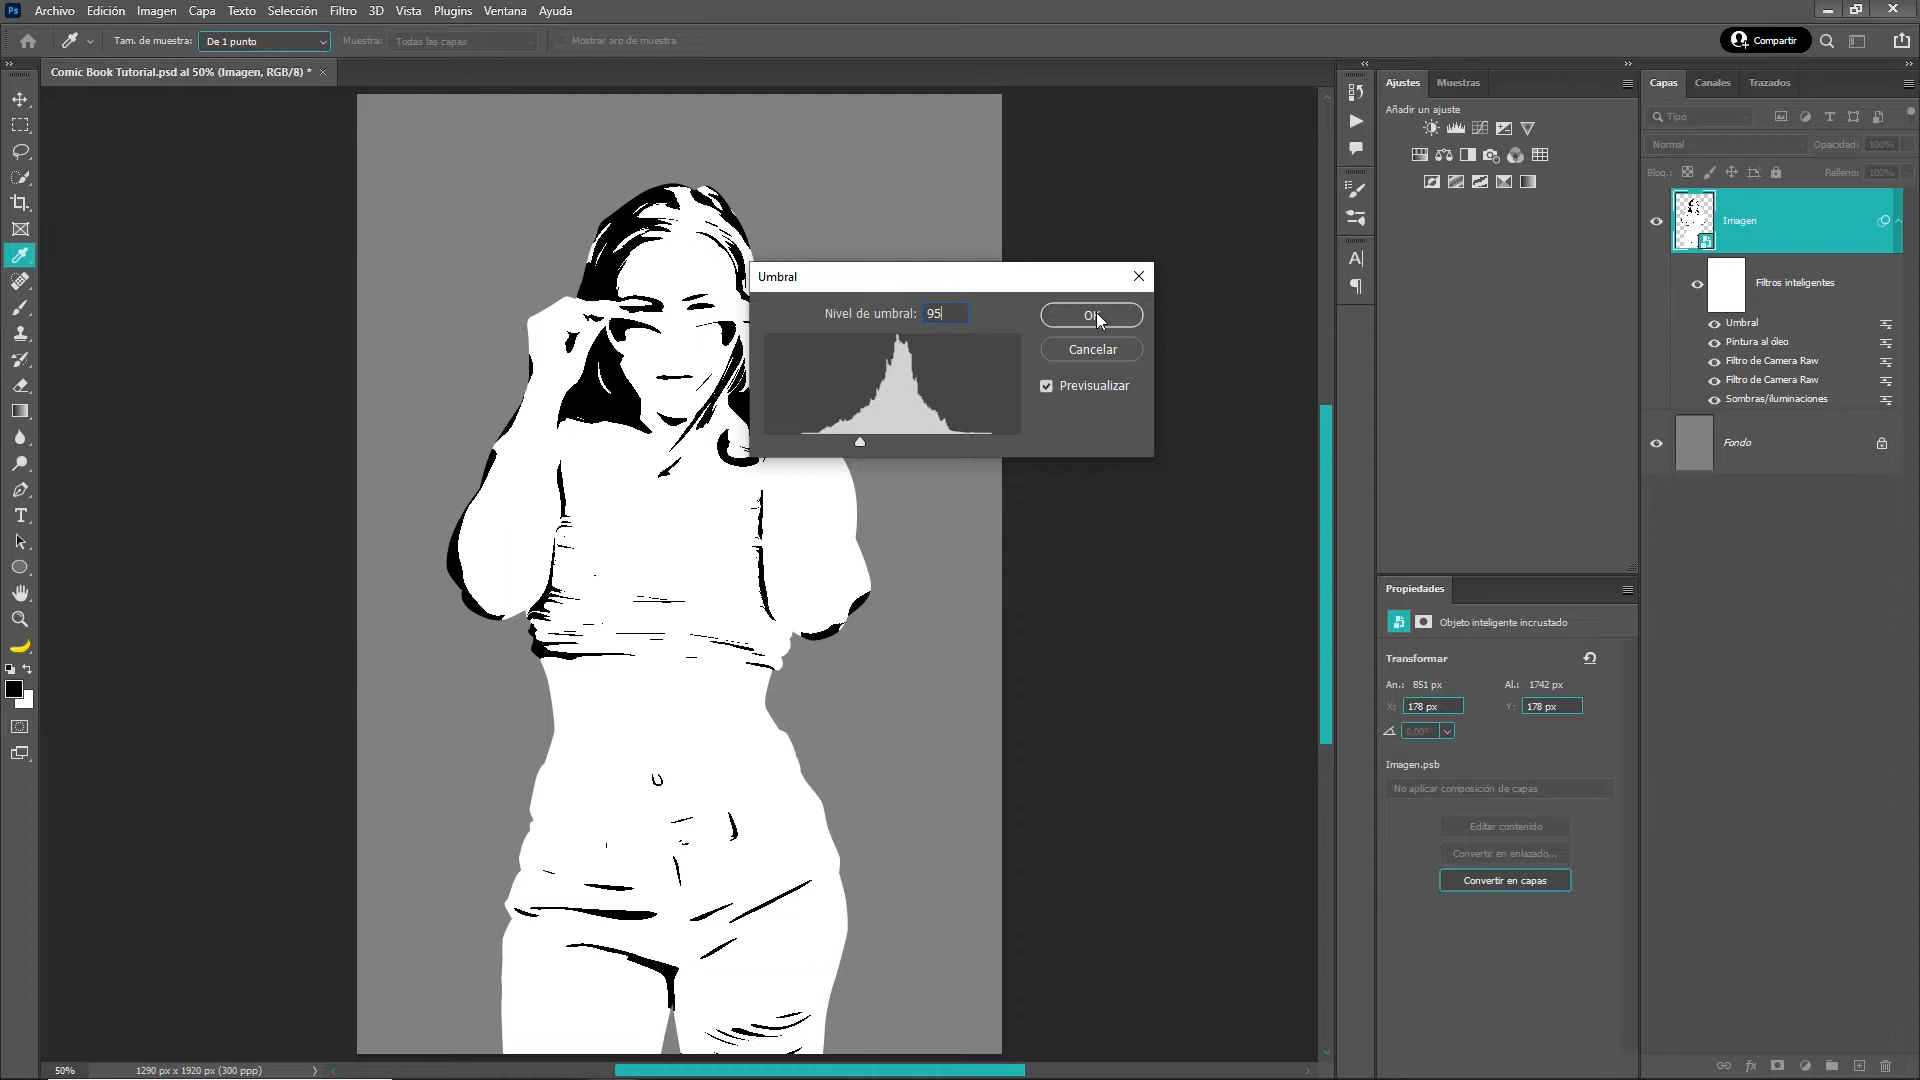 Ps Archivo Edición Imagen Capa Texto Selección Filtro 3D Vista Plugins Ventana Ayuda
Tam. de muestra: De 1 punto Muestra: Todas las capas Mostrar aro de muestra Compartir
Comic Book Tutorial.psd al 50% (Imagen, RGB/8) *
Umbral
Nivel de umbral: 95
OK
Cancelar
Previsualizar
50% 1290 px x 1920 px (300 ppp)
Ajustes Muestras
Añadir un ajuste
Propiedades
Objeto inteligente incrustado
Transformar
An.: 851 px Al.: 1742 px
X: 178 px Y: 178 px
0,00°
Imagen.psb
No aplicar composición de capas
Editar contenido
Convertir en enlazado...
Convertir en capas
Capas Canales Trazados
Tipo
Normal Opacidad: 100%
Bloq.: Relleno: 100%
Imagen
Filtros inteligentes
Umbral
Pintura al óleo
Filtro de Camera Raw
Filtro de Camera Raw
Sombras/iluminaciones
Fondo